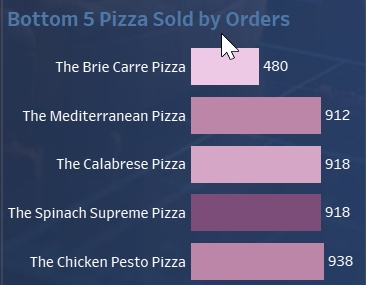 Bottom 5 Pizza Sold by Orders
The Brie Carre Pizza 480
The Mediterranean Pizza 912
The Calabrese Pizza 918
The Spinach Supreme Pizza 918
The Chicken Pesto Pizza 938